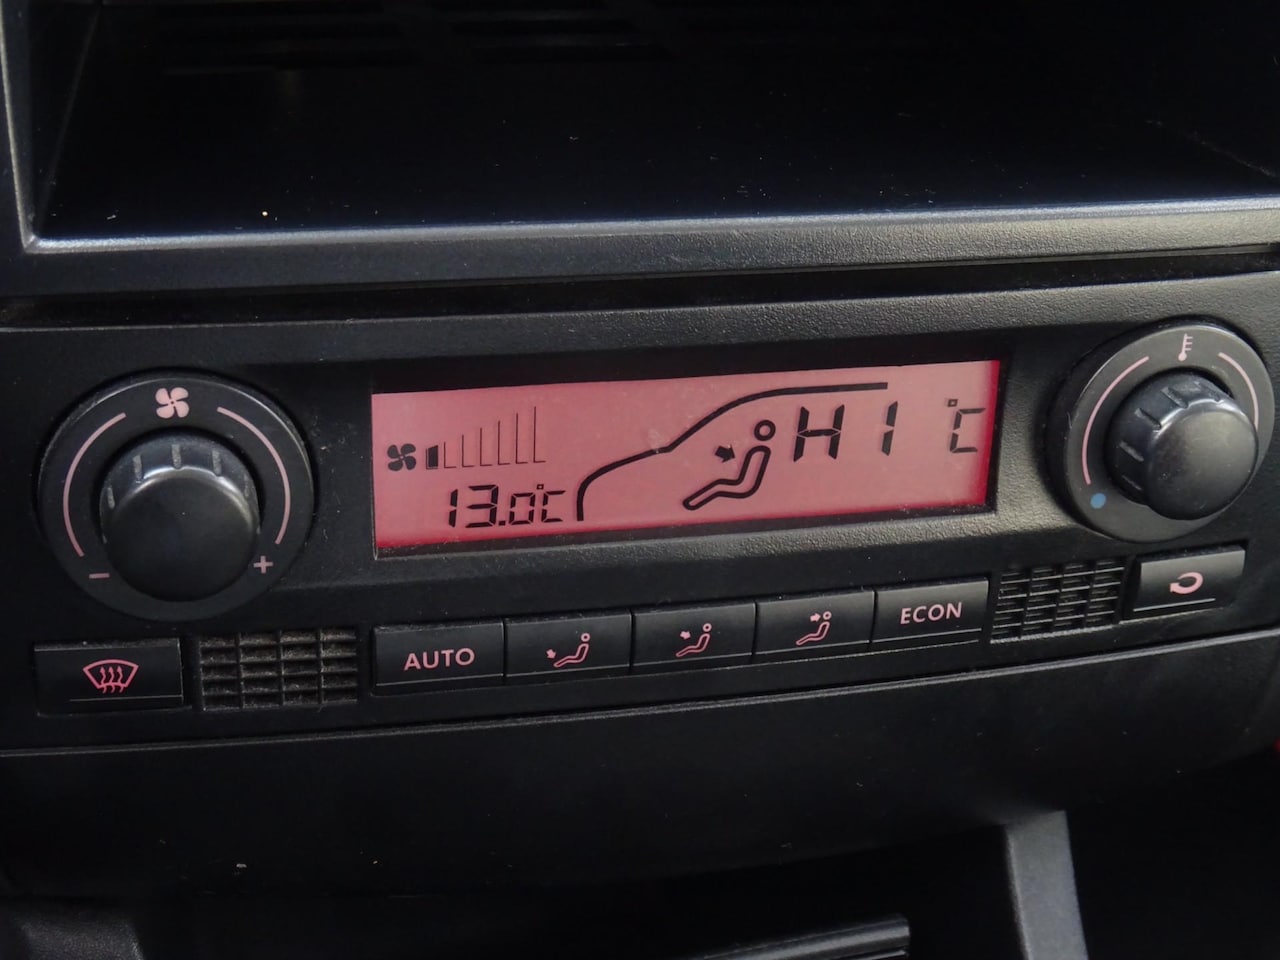 HI °C
13.0°C
- +
AUTO
ECON